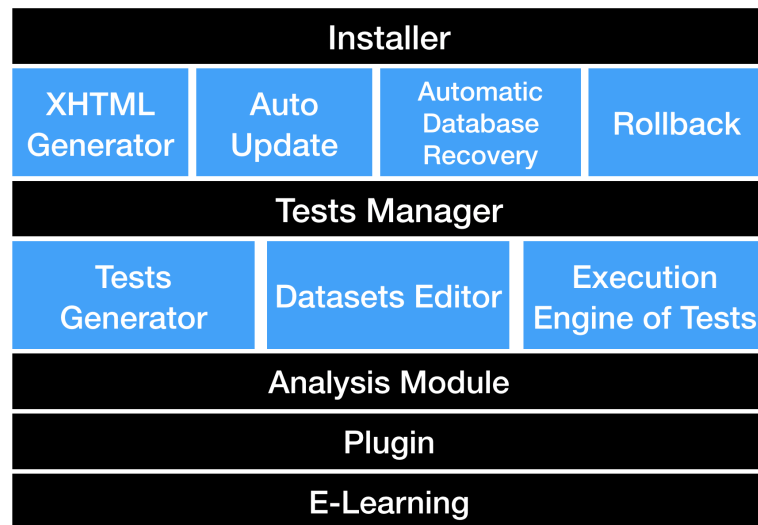 Installer
XHTML
Generator
Auto
Update
Automatic
Database
Recovery
Rollback
Tests Manager
Tests
Generator
Datasets Editor
Execution
Engine of Tests
Analysis Module
Plugin
E-Learning